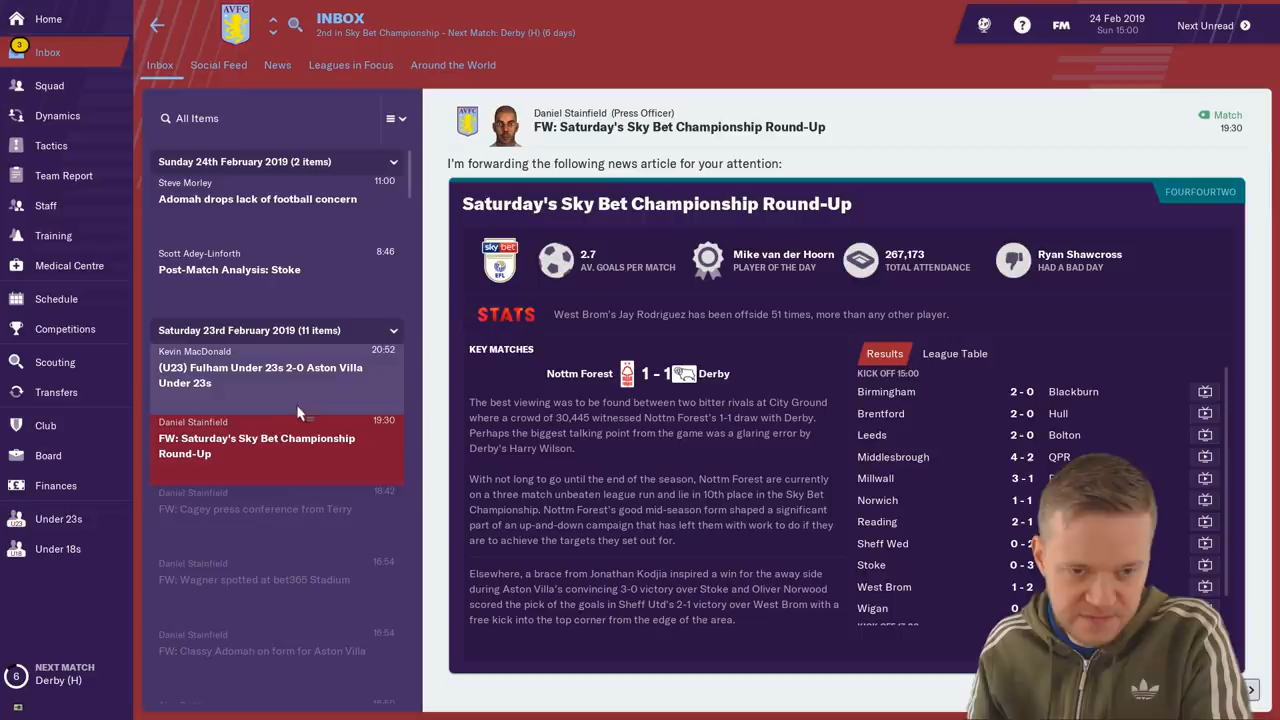 Home
3
Inbox
Squad
Dynamics
Tactics
Team Report
Staff
Training
Medical Centre
Schedule
Competitions
Scouting
Transfers
Club
Board
Finances
U23
Under 23s
U18
Under 18s
6
NEXT MATCH
Derby (H)
AVFC
INBOX
2nd in Sky Bet Championship - Next Match: Derby (H) (6 days)
?
FM
24 Feb 2019
Sun 15:00
Next Unread
Inbox
Social Feed
News
Leagues in Focus
Around the World
All Items
Sunday 24th February 2019 (2 items)
Steve Morley
11:00
Adomah drops lack of football concern
Scott Adey-Linforth
8:46
Post-Match Analysis: Stoke
Saturday 23rd February 2019 (11 items)
Kevin MacDonald
20:52
(U23) Fulham Under 23s 2-0 Aston Villa
Under 23s
Daniel Stainfield
19:30
FW: Saturday's Sky Bet Championship
Round-Up
Daniel Stainfield
18:42
FW: Cagey press conference from Terry
Daniel Stainfield
16:54
FW: Wagner spotted at bet365 Stadium
Daniel Stainfield
16:54
FW: Classy Adomah on form for Aston Villa
AVFC
Daniel Stainfield (Press Officer)
FW: Saturday's Sky Bet Championship Round-Up
Match
19:30
I'm forwarding the following news article for your attention:
FOURFOURTWO
Saturday's Sky Bet Championship Round-Up
sky bet
EFL
2.7
AV. GOALS PER MATCH
Mike van der Hoorn
PLAYER OF THE DAY
267,173
TOTAL ATTENDANCE
Ryan Shawcross
HAD A BAD DAY
STATS
West Brom's Jay Rodriguez has been offside 51 times, more than any other player.
KEY MATCHES
Nottm Forest 1 - 1 Derby
The best viewing was to be found between two bitter rivals at City Ground
where a crowd of 30,445 witnessed Nottm Forest's 1-1 draw with Derby.
Perhaps the biggest talking point from the game was a glaring error by
Derby's Harry Wilson.
With not long to go until the end of the season, Nottm Forest are currently
on a three match unbeaten league run and lie in 10th place in the Sky Bet
Championship. Nottm Forest's good mid-season form shaped a significant
part of an up-and-down campaign that has left them with work to do if they
are to achieve the targets they set out for.
Elsewhere, a brace from Jonathan Kodjia inspired a win for the away side
during Aston Villa's convincing 3-0 victory over Stoke and Oliver Norwood
scored the pick of the goals in Sheff Utd's 2-1 victory over West Brom with a
free kick into the top corner from the edge of the area.
Results
League Table
KICK OFF 15:00
Birmingham 2 - 0 Blackburn
Brentford 2 - 0 Hull
Leeds 2 - 0 Bolton
Middlesbrough 4 - 2 QPR
Millwall 3 - 1
Norwich 1 - 1
Reading 2 - 1
Sheff Wed 0 - 2
Stoke 0 - 3
West Brom 1 - 2
Wigan 0